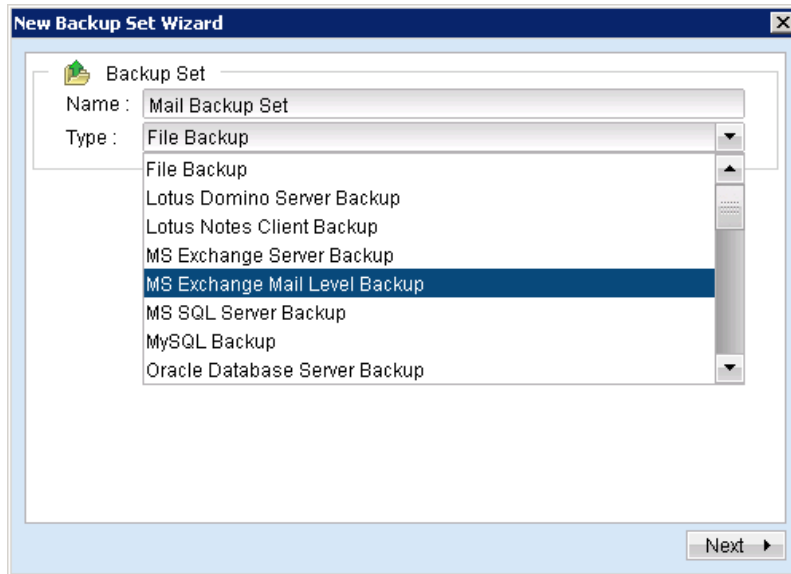 New Backup Set Wizard
Backup Set
Name : Mail Backup Set
Type : File Backup
File Backup
Lotus Domino Server Backup
Lotus Notes Client Backup
MS Exchange Server Backup
MS Exchange Mail Level Backup
MS SQL Server Backup
MySQL Backup
Oracle Database Server Backup
Next